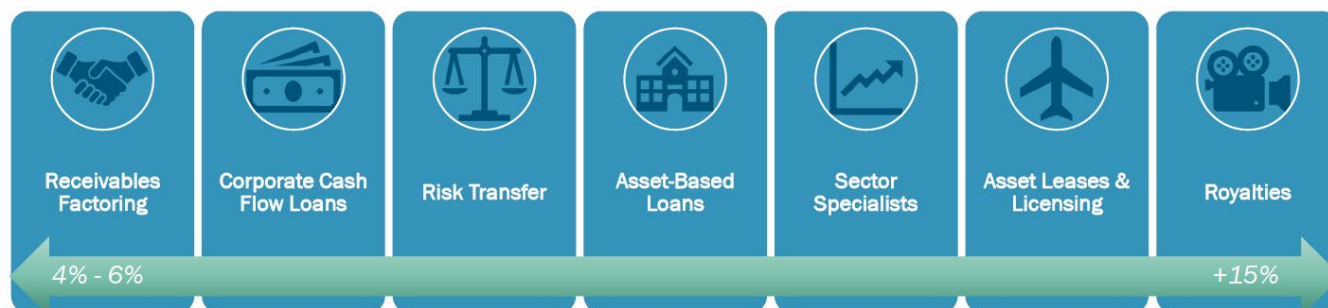 Receivables
Factoring
Corporate Cash
Flow Loans
Risk Transfer
Asset-Based
Loans
Sector
Specialists
Asset Leases &
Licensing
Royalties
4% - 6%
+15%